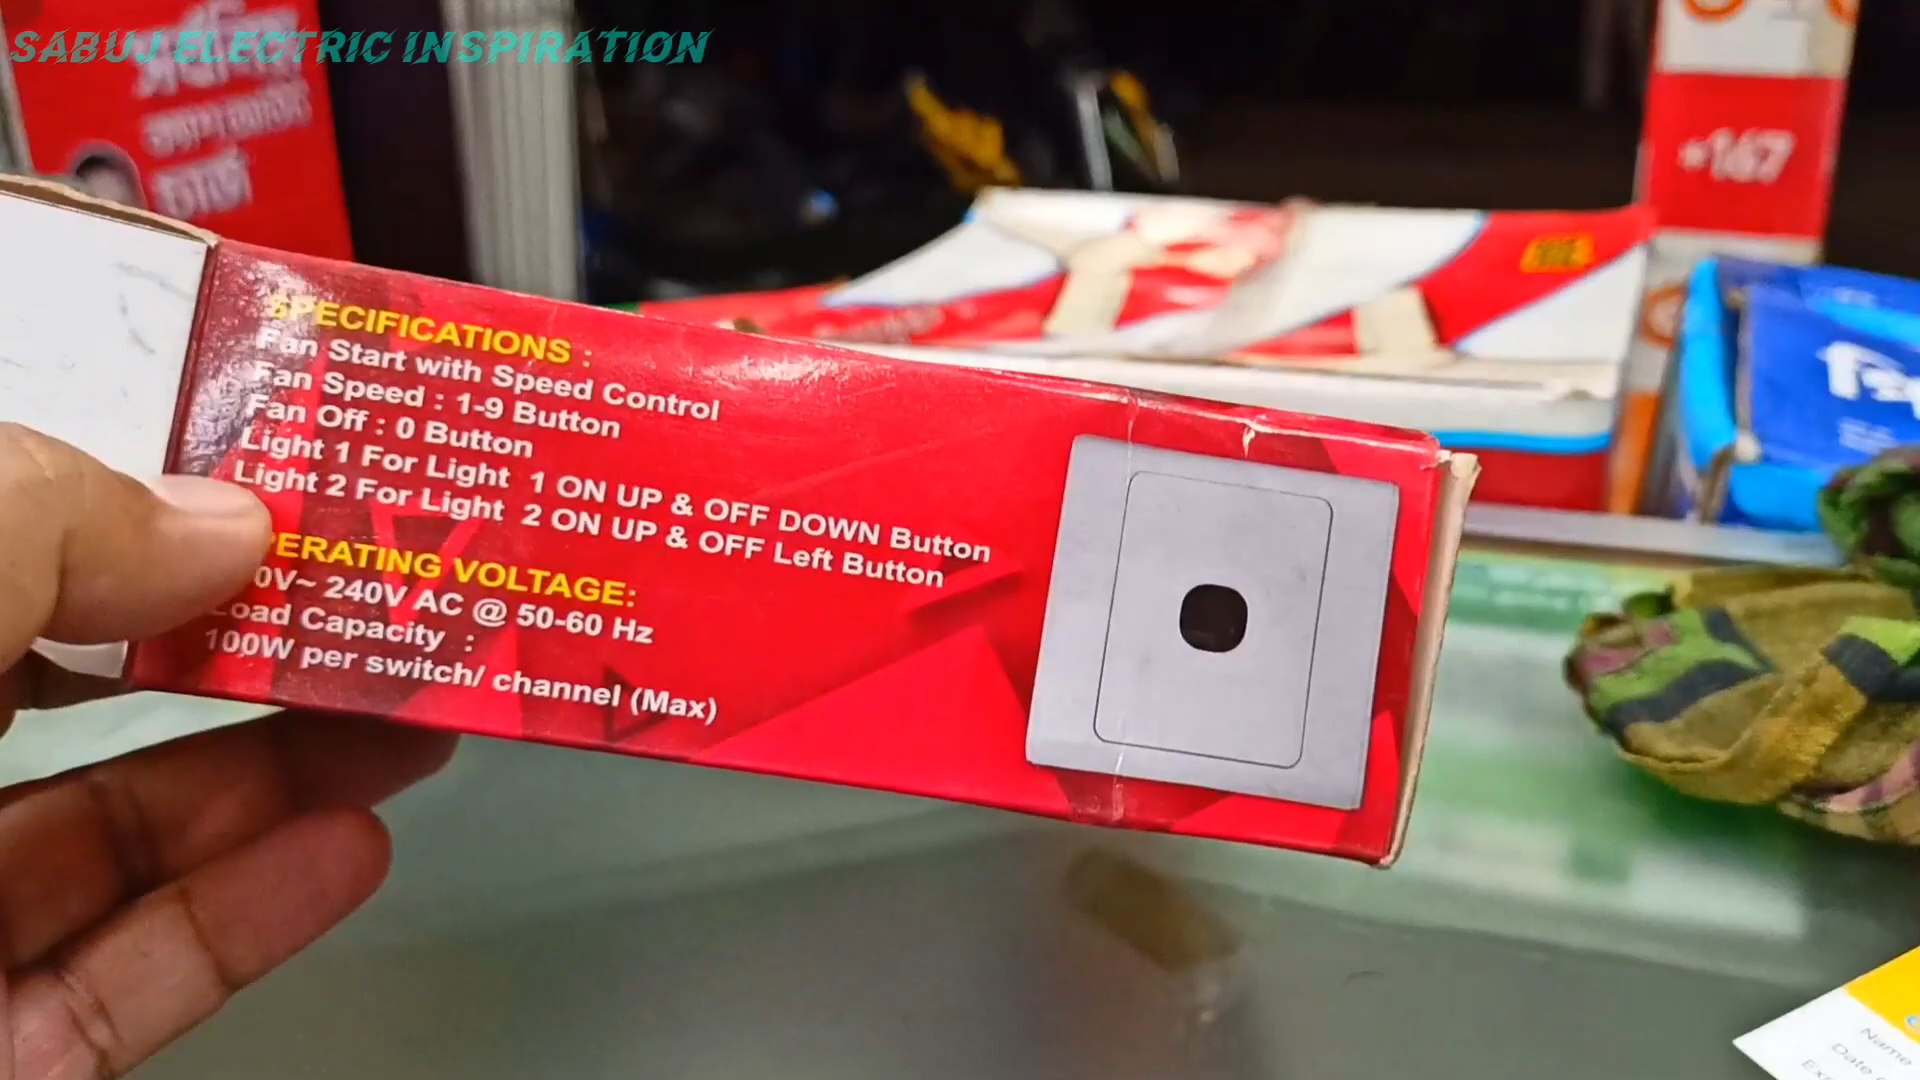 SABUJ ELECTRIC INSPIRATION
+167
SPECIFICATIONS :
Fan Start with Speed Control
Fan Speed : 1-9 Button
Fan Off : 0 Button
Light 1 For Light 1 ON UP & OFF DOWN Button
Light 2 For Light 2 ON UP & OFF Left Button
PERATING VOLTAGE:
0V~ 240V AC @ 50-60 Hz
Load Capacity :
100W per switch/ channel (Max)
Name